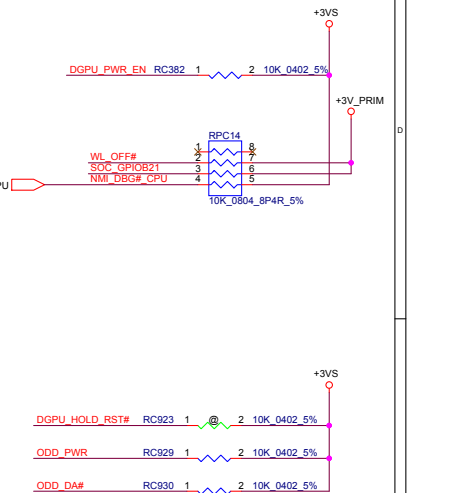 +3VS
DGPU_PWR_EN RC382 1 2 10K_0402_5%
+3V_PRIM
D
RPC14
1 8
WL_OFF# 2 7
SOC_GPIOB21 3 6
NMI_DBG#_CPU 4 5
PU
10K_0804_8P4R_5%
+3VS
DGPU_HOLD_RST# RC923 1 @ 2 10K_0402_5%
ODD_PWR RC929 1 2 10K_0402_5%
ODD_DA# RC930 1 2 10K_0402_5%